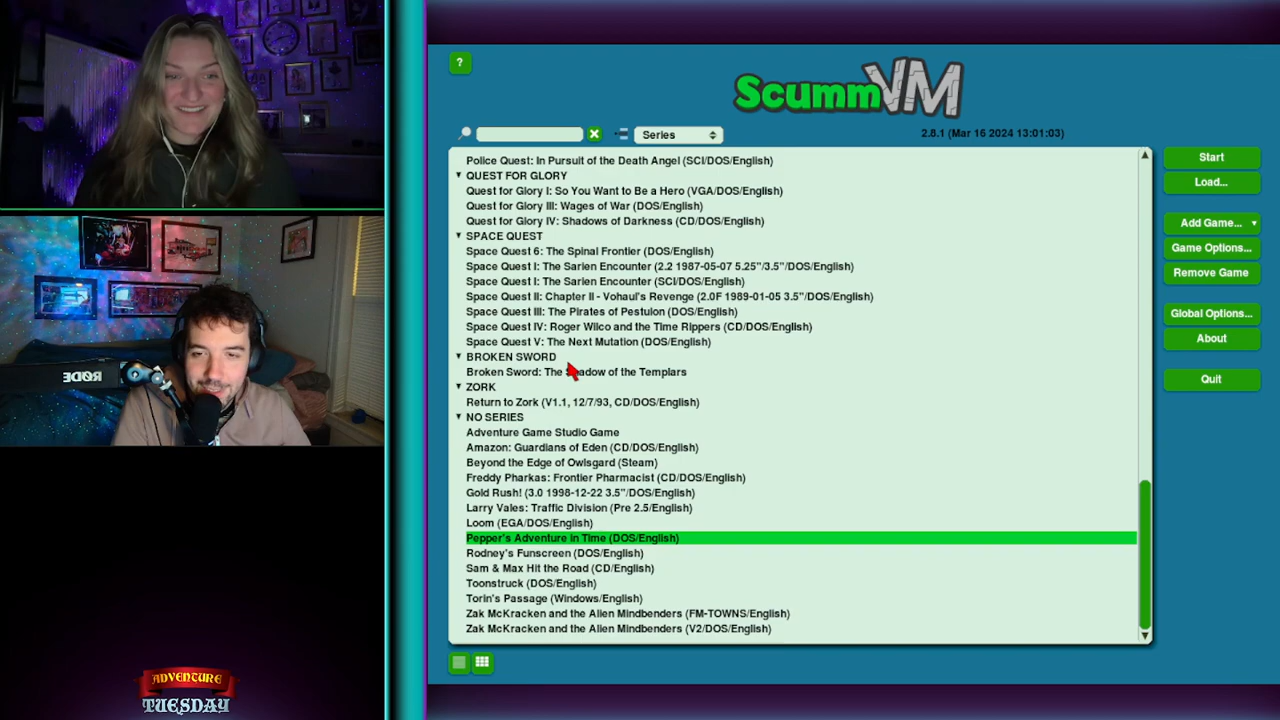 RØDE
ADVENTURE
TUESDAY
?
ScummVM
Series
2.8.1 (Mar 16 2024 13:01:03)
Police Quest: In Pursuit of the Death Angel (SCI/DOS/English)
QUEST FOR GLORY
Quest for Glory I: So You Want to Be a Hero (VGA/DOS/English)
Quest for Glory III: Wages of War (DOS/English)
Quest for Glory IV: Shadows of Darkness (CD/DOS/English)
SPACE QUEST
Space Quest 6: The Spinal Frontier (DOS/English)
Space Quest I: The Sarien Encounter (2.2 1987-05-07 5.25"/3.5"/DOS/English)
Space Quest I: The Sarien Encounter (SCI/DOS/English)
Space Quest II: Chapter II - Vohaul's Revenge (2.0F 1989-01-05 3.5"/DOS/English)
Space Quest III: The Pirates of Pestulon (DOS/English)
Space Quest IV: Roger Wilco and the Time Rippers (CD/DOS/English)
Space Quest V: The Next Mutation (DOS/English)
BROKEN SWORD
Broken Sword: The Shadow of the Templars
ZORK
Return to Zork (V1.1, 12/7/93, CD/DOS/English)
NO SERIES
Adventure Game Studio Game
Amazon: Guardians of Eden (CD/DOS/English)
Beyond the Edge of Owlsgard (Steam)
Freddy Pharkas: Frontier Pharmacist (CD/DOS/English)
Gold Rush! (3.0 1998-12-22 3.5"/DOS/English)
Larry Vales: Traffic Division (Pre 2.5/English)
Loom (EGA/DOS/English)
Pepper's Adventure in Time (DOS/English)
Rodney's Funscreen (DOS/English)
Sam & Max Hit the Road (CD/English)
Toonstruck (DOS/English)
Torin's Passage (Windows/English)
Zak McKracken and the Alien Mindbenders (FM-TOWNS/English)
Zak McKracken and the Alien Mindbenders (V2/DOS/English)
Start
Load...
Add Game...
Game Options...
Remove Game
Global Options...
About
Quit